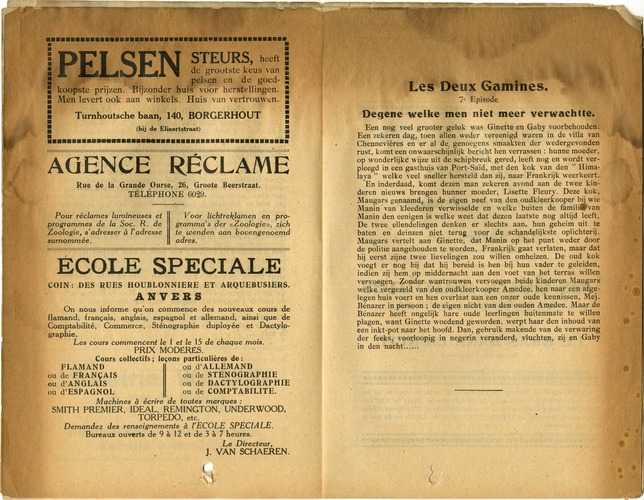 PELSEN STEURS, heeft
de grootste keus van
pelsen en de goed-
koopste prijzen. Bijzonder huis voor herstellingen.
Men levert ook aan winkels. Huis van vertrouwen.
Turnhoutsche baan, 140, BORGERHOUT
(bij de Eliaertstraat)
AGENCE RÉCLAME
Rue de la Grande Ourse, 26, Groote Beerstraat.
TÉLÉPHONE 6029.
Pour réclames lumineuses et
programmes de la Soc. R. de
Zoologie, s'adresser à l'adresse
surnommée.
Voor lichtreklamen en pro-
gramma's der «Zoologie», zich
te wenden aan bovengenoemd
adres.
ÉCOLE SPECIALE
COIN: DES RUES HOUBLONNIERE ET ARQUEBUSIERS.
ANVERS
On nous informe qu'on commence des nouveaux cours de
flamand, français, anglais, espagnol et allemand, ainsi que de
Comptabilité, Commerce, Sténographie duployée et Dactylo-
graphie.
Les cours commencent le 1 et le 15 de chaque mois.
PRIX MODERES.
Cours collectifs; leçons particulières de:
FLAMAND
ou de FRANÇAIS
ou d'ANGLAIS
ou d'ESPAGNOL
ou d'ALLEMAND
ou de STENOGRAPHIE
ou de DACTYLOGRAPHIE
ou de COMPTABILITE.
Machines à écrire de toutes marques:
SMITH PREMIER, IDEAL, REMINGTON, UNDERWOOD,
TORPEDO, etc.
Demandez des renseignements à l'ECOLE SPECIALE.
Bureaux ouverts de 9 à 12 et de 3 à 7 heures.
Le Directeur,
J. VAN SCHAEREN.
Les Deux Gamines.
7e Episode
Degene welke men niet meer verwachtte.
Een nog veel grooter geluk was Ginette en Gaby voorbehouden.
Een zekeren dag, toen allen weder vereenigd waren in de villa van
Chennevières en er al de genoegens smaakten der wedergevonden
rust, komt een onwaarschijnlijk bericht hen verrassen: hunne moeder,
op wonderlijke wijze uit de schipbreuk gered, leeft nog en wordt ver-
pleegd in een gasthuis van Port-Saïd, met den kok van den "Hima-
laya" welke veel sneller hersteld dan zij, naar Frankrijk weerkeert.
En inderdaad, komt dezen man zekeren avond aan de twee kin-
deren nieuws brengen hunner moeder, Lisette Fleury. Deze kok,
Maugars genaamd, is de eigen neef van den oudkleerkooper bij wie
Manin van kleederen verwisselde en welke buiten de familie van
Manin den eenigen is welke weet dat dezen laatste nog altijd leeft.
De twee ellendelingen denken er slechts aan, hun geheim uit te
baten en deinzen niet terug voor de schandelijkste oplichterij.
Maugars vertelt aan Ginette, dat Manin op het punt weder door
de politie aangehouden te worden, Frankrijk gaat verlaten, maar dat
hij eerst zijne twee lievelingen zou willen omhelzen. De oud kok
voegt er nog bij dat hij bereid is hen bij hun vader te geleiden,
indien zij hem op middernacht aan den voet van het terras willen
vervoegen. Zonder wantrouwen vervoegen beide kinderen Maugars
welke vergezeld van den oudkleerkooper Amedee, hen naar een afge-
legen huis voert en hen overlaat aan een onzer oude kennissen, Mej.
Bénazer in persoon; de eigen nicht van den ouden Amedee. Maar de
Bénazer heeft ongelijk hare oude leerlingen buitenmate te willen
plagen, want Ginette woedend geworden, werpt haar den inhoud van
een inkt-pot naar het hoofd. Dan, gebruik makende van de verwaring
der feeks, voorloopig in negerin veranderd, vluchten, zij en Gaby
in den nacht......